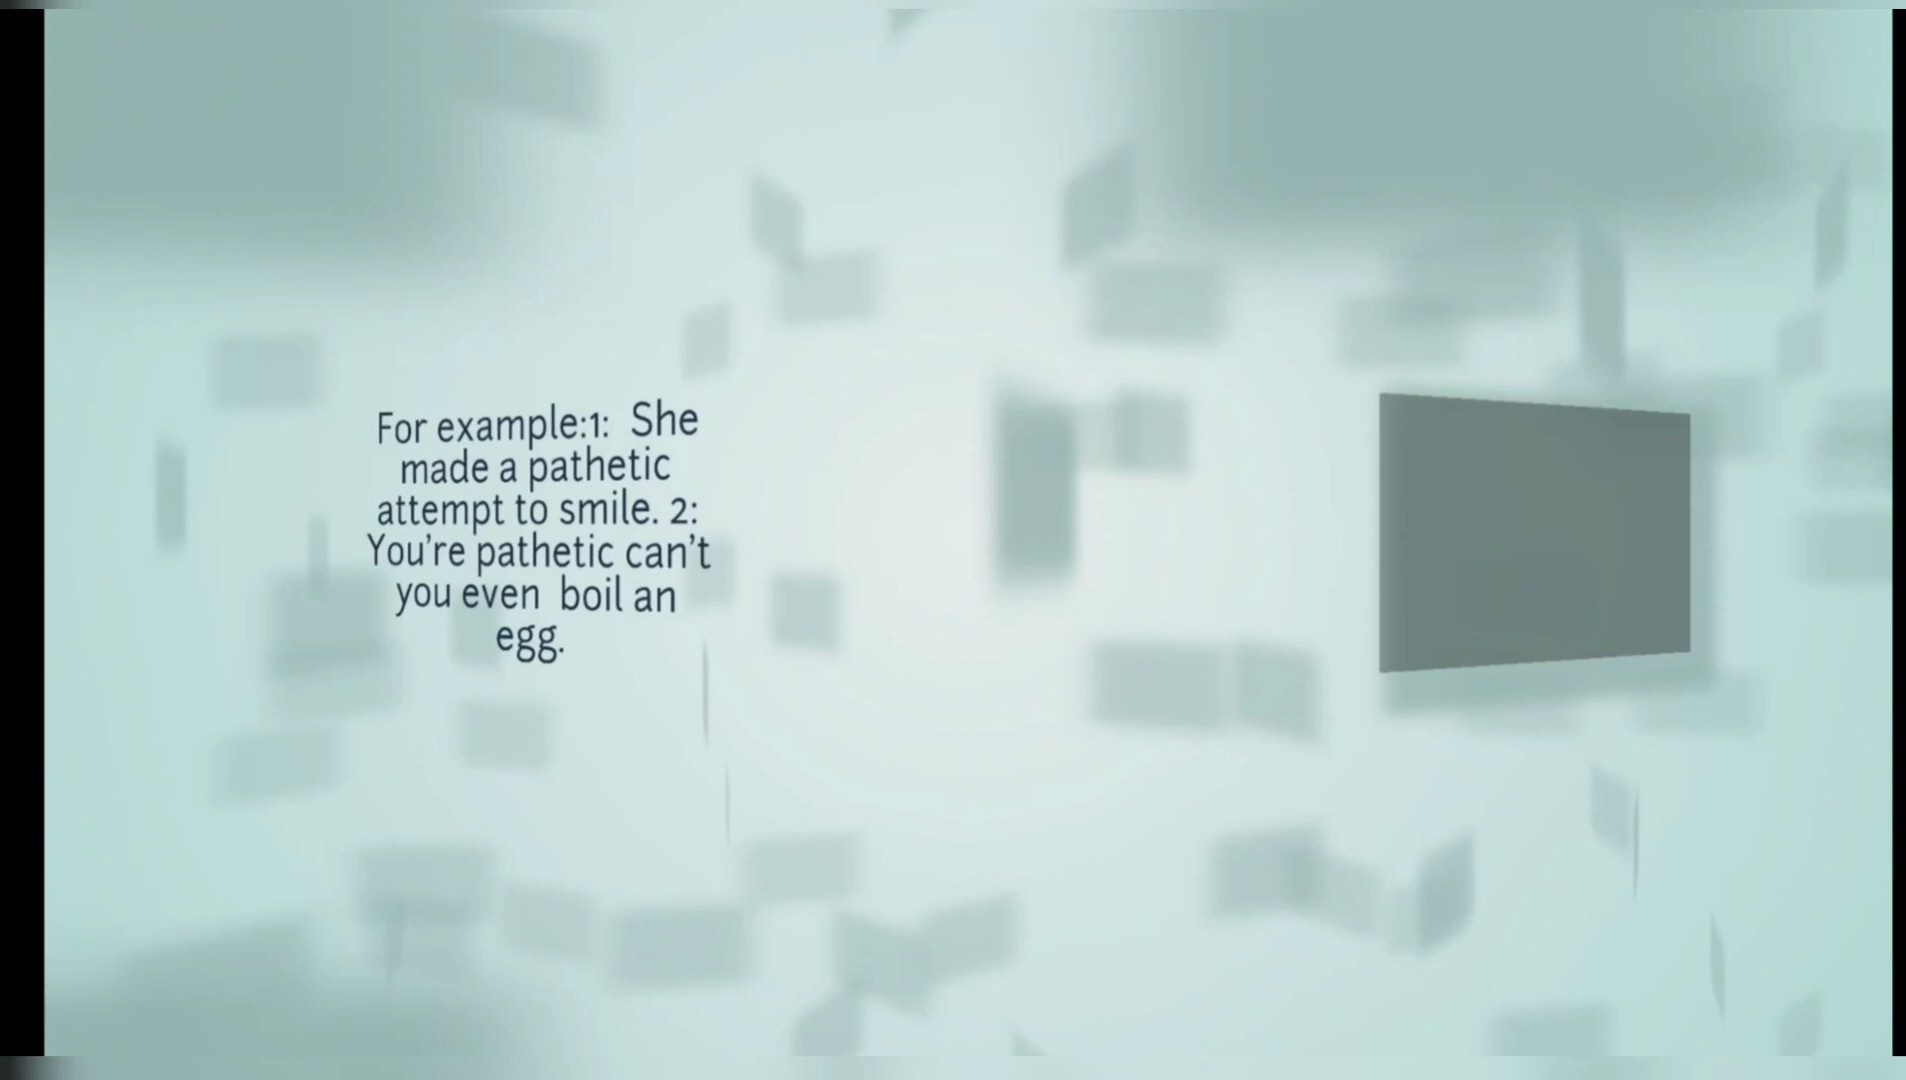 For example:1:  She
made a pathetic
attempt to smile. 2:
You're pathetic can't
you even  boil an
egg.